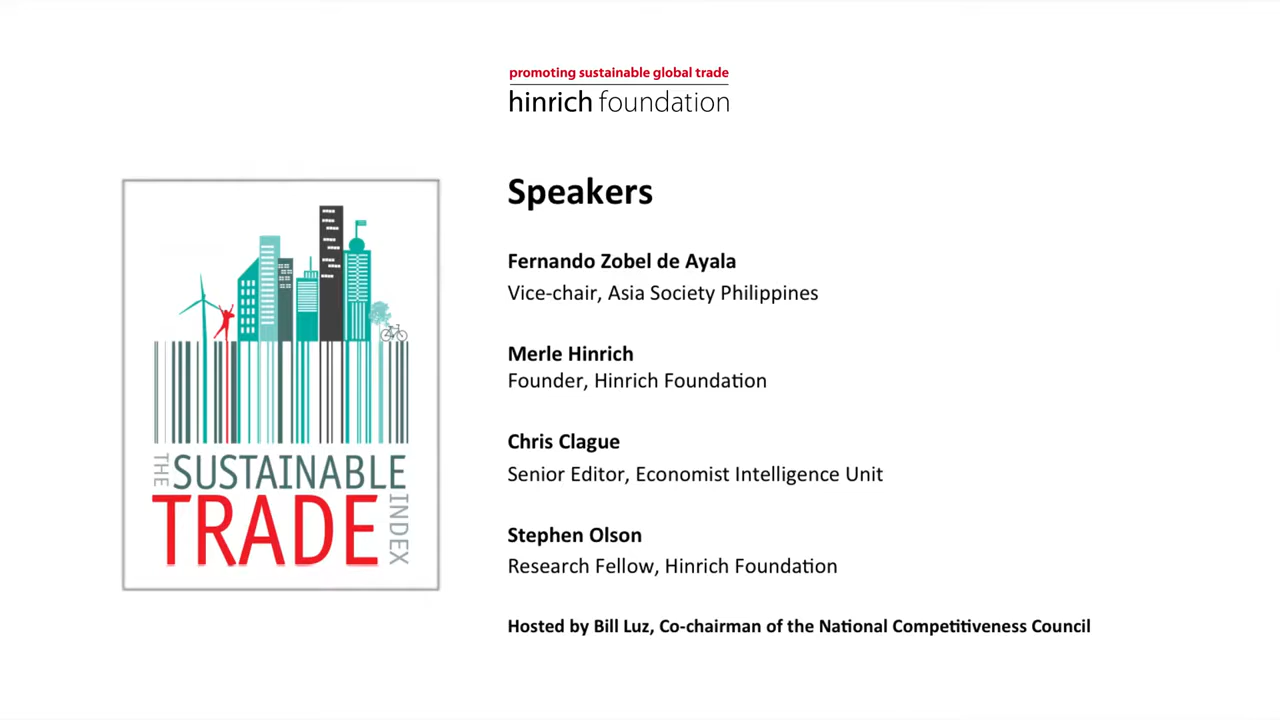 promoting sustainable global trade
hinrich foundation
THE
SUSTAINABLE
TRADE
INDEX
Speakers
Fernando Zobel de Ayala
Vice-chair, Asia Society Philippines
Merle Hinrich
Founder, Hinrich Foundation
Chris Clague
Senior Editor, Economist Intelligence Unit
Stephen Olson
Research Fellow, Hinrich Foundation
Hosted by Bill Luz, Co-chairman of the National Competitiveness Council